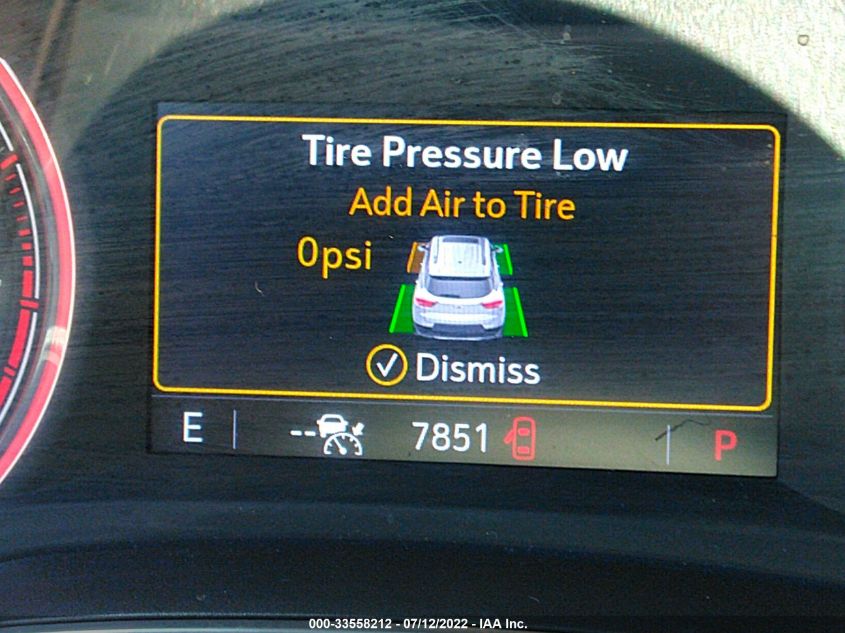 Tire Pressure Low
Add Air to Tire
0psi
Dismiss
E -- 7851 P
000-33558212 - 07/12/2022 - IAA Inc.